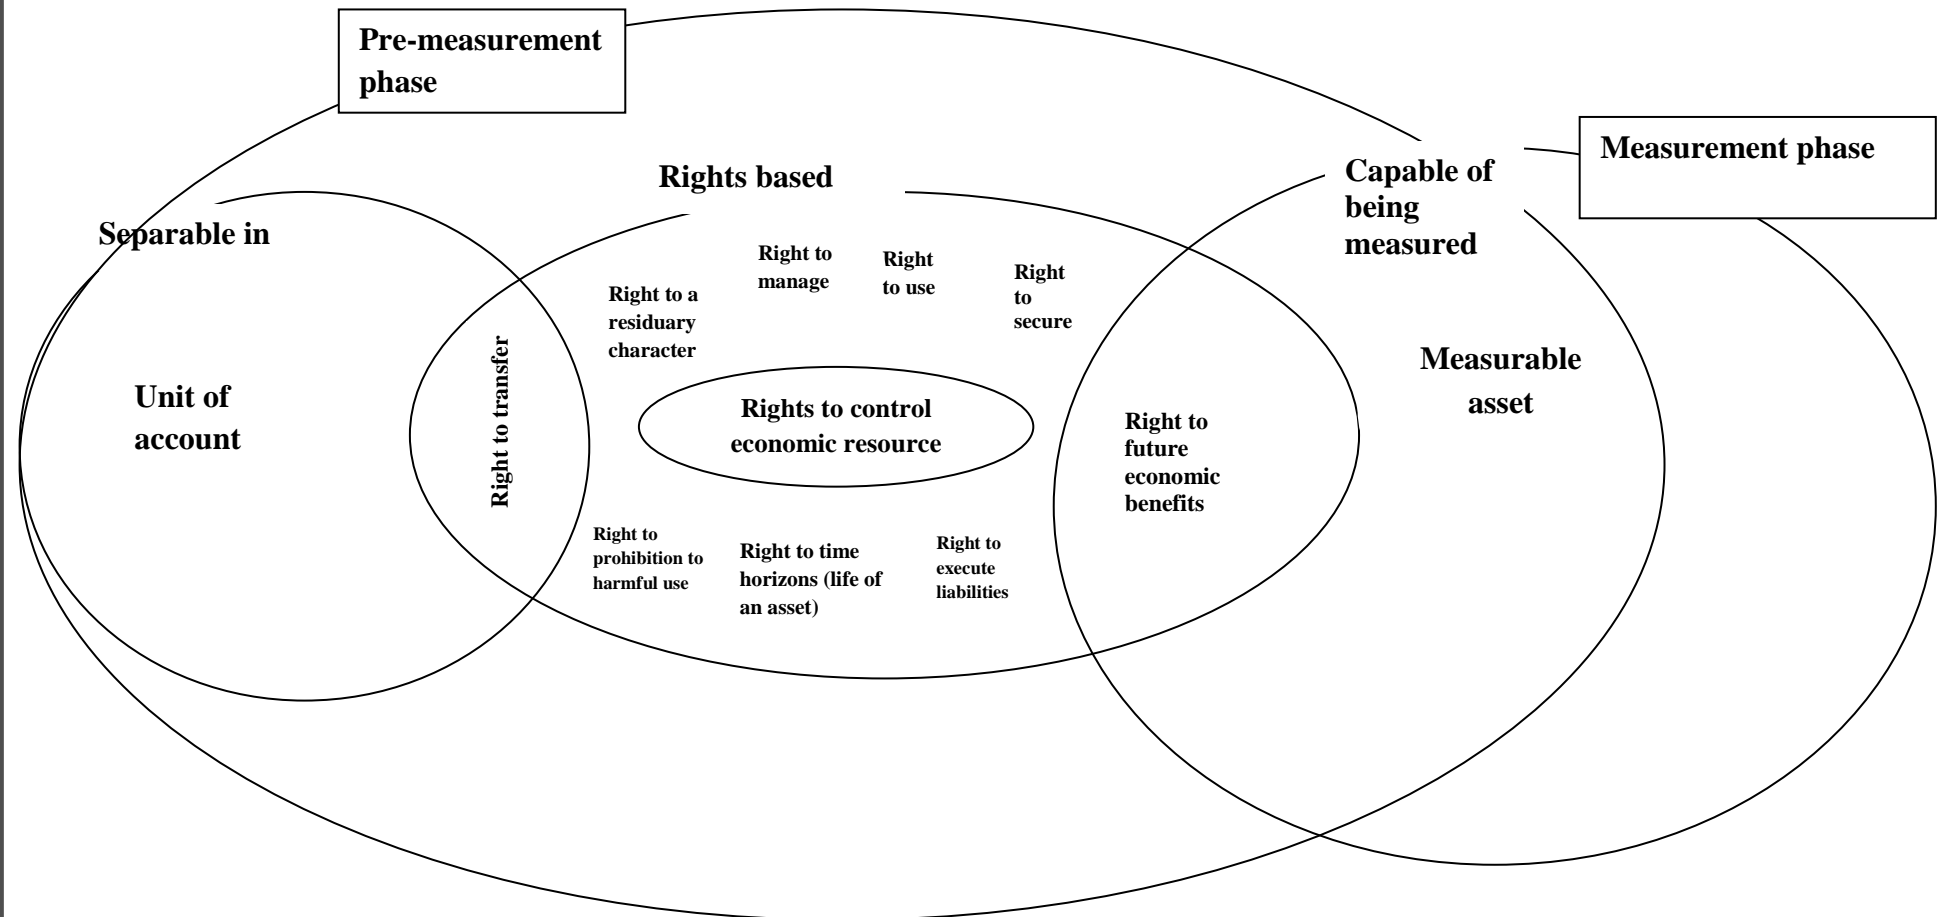 Pre-measurement
phase
Measurement phase
Rights based
Capable of
being
measured
Separable in
Right to
manage
Right
to use
Right
to
secure
Right to a
residuary
character
Right to transfer
Measurable
asset
Unit of
account
Rights to control
economic resource
Right to
future
economic
benefits
Right to
prohibition to
harmful use
Right to time
horizons (life of
an asset)
Right to
execute
liabilities